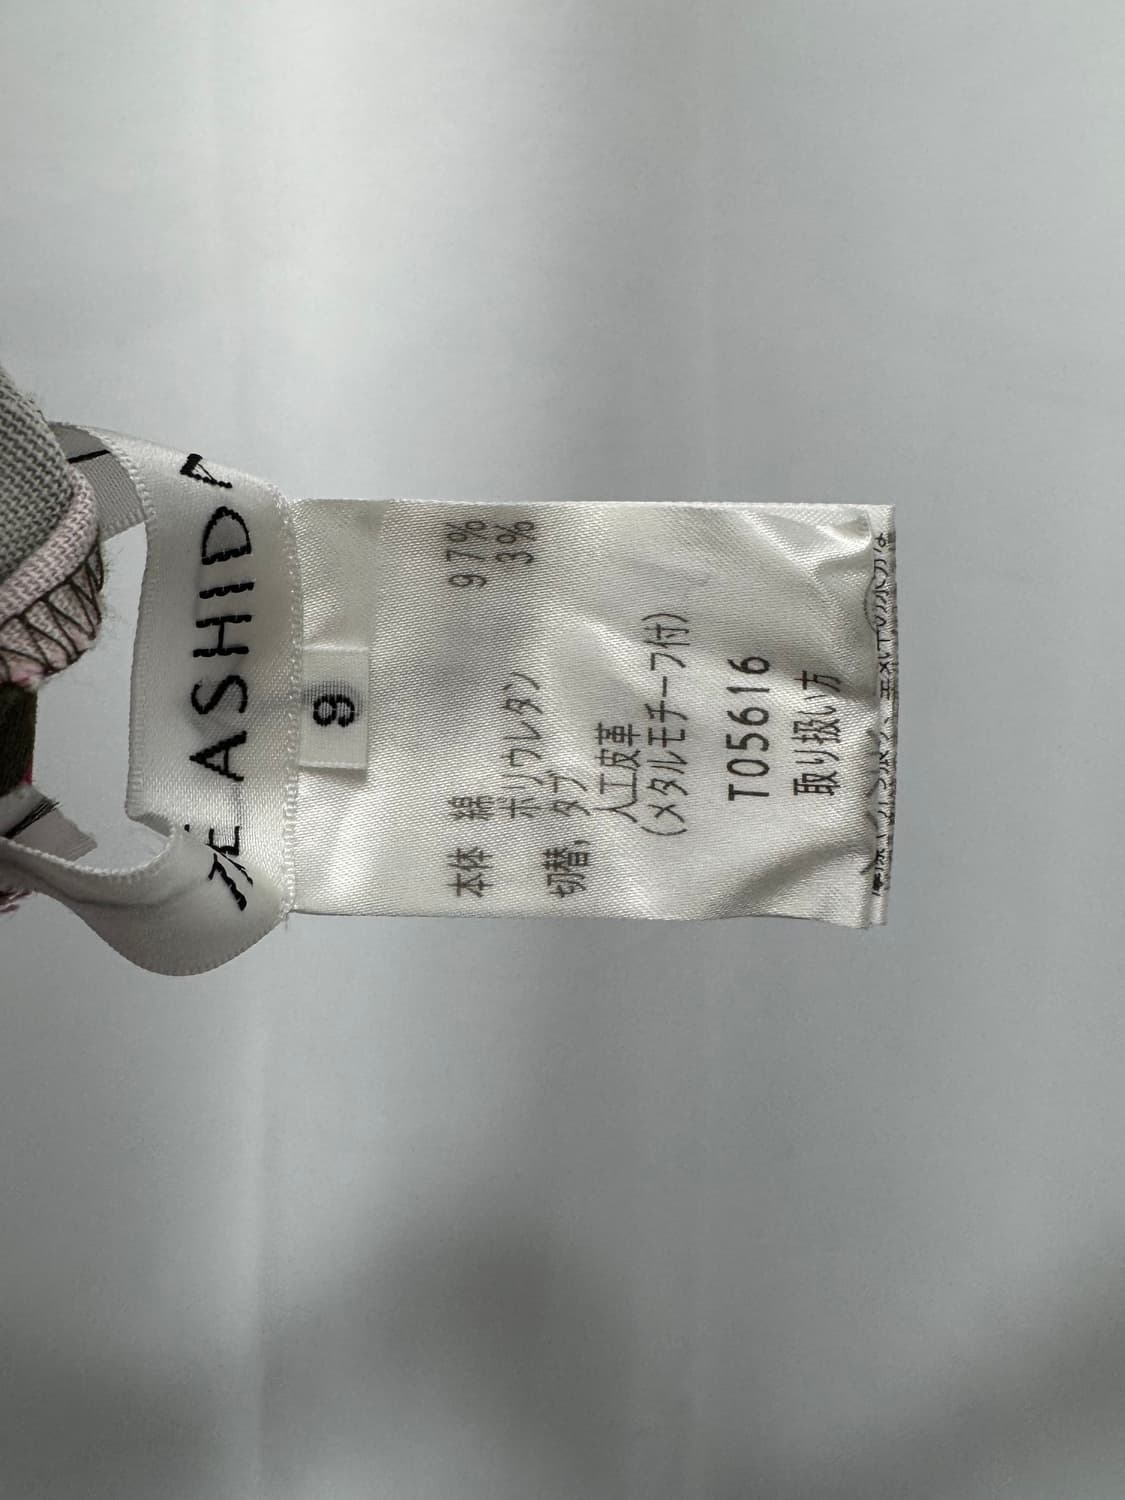 ASHIDA
9
本体 綿 97%
ポリウレタン 3%
切替、タブ
人工皮革
(メタルモチーフ付)
T05616
取り扱い方